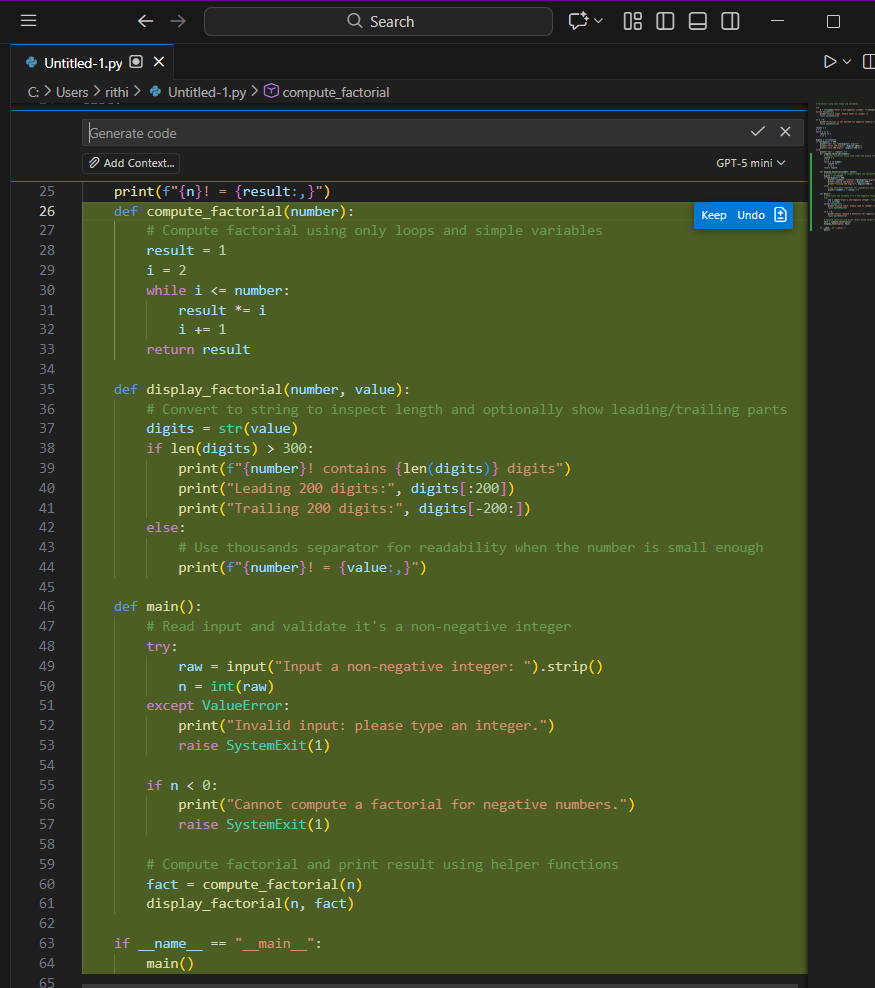 Search
Untitled-1.py
C: > Users > rithi > Untitled-1.py > compute_factorial
Generate code
Add Context...
GPT-5 mini
25 print(f"{n}! = {result:,}")
26 def compute_factorial(number):
Keep Undo
27 # Compute factorial using only loops and simple variables
28 result = 1
29 i = 2
30 while i <= number:
31 result *= i
32 i += 1
33 return result
34
35 def display_factorial(number, value):
36 # Convert to string to inspect length and optionally show leading/trailing parts
37 digits = str(value)
38 if len(digits) > 300:
39 print(f"{number}! contains {len(digits)} digits")
40 print("Leading 200 digits:", digits[:200])
41 print("Trailing 200 digits:", digits[-200:])
42 else:
43 # Use thousands separator for readability when the number is small enough
44 print(f"{number}! = {value:,}")
45
46 def main():
47 # Read input and validate it's a non-negative integer
48 try:
49 raw = input("Input a non-negative integer: ").strip()
50 n = int(raw)
51 except ValueError:
52 print("Invalid input: please type an integer.")
53 raise SystemExit(1)
54
55 if n < 0:
56 print("Cannot compute a factorial for negative numbers.")
57 raise SystemExit(1)
58
59 # Compute factorial and print result using helper functions
60 fact = compute_factorial(n)
61 display_factorial(n, fact)
62
63 if __name__ == "__main__":
64 main()
65